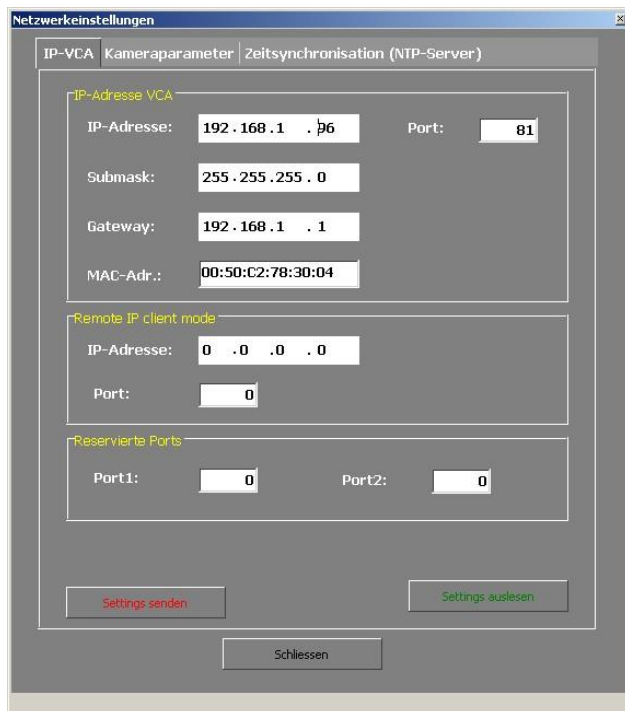 Netzwerkeinstellungen
IP-VCA Kameraparameter Zeitsynchronisation (NTP-Server)
IP-Adresse VCA
IP-Adresse: 192.168.1.96 Port: 81
Submask: 255.255.255.0
Gateway: 192.168.1.1
MAC-Adr.: 00:50:C2:78:30:04
Remote IP client mode
IP-Adresse: 0.0.0.0
Port: 0
Reservierte Ports
Port1: 0 Port2: 0
Settings senden Settings auslesen
Schliessen